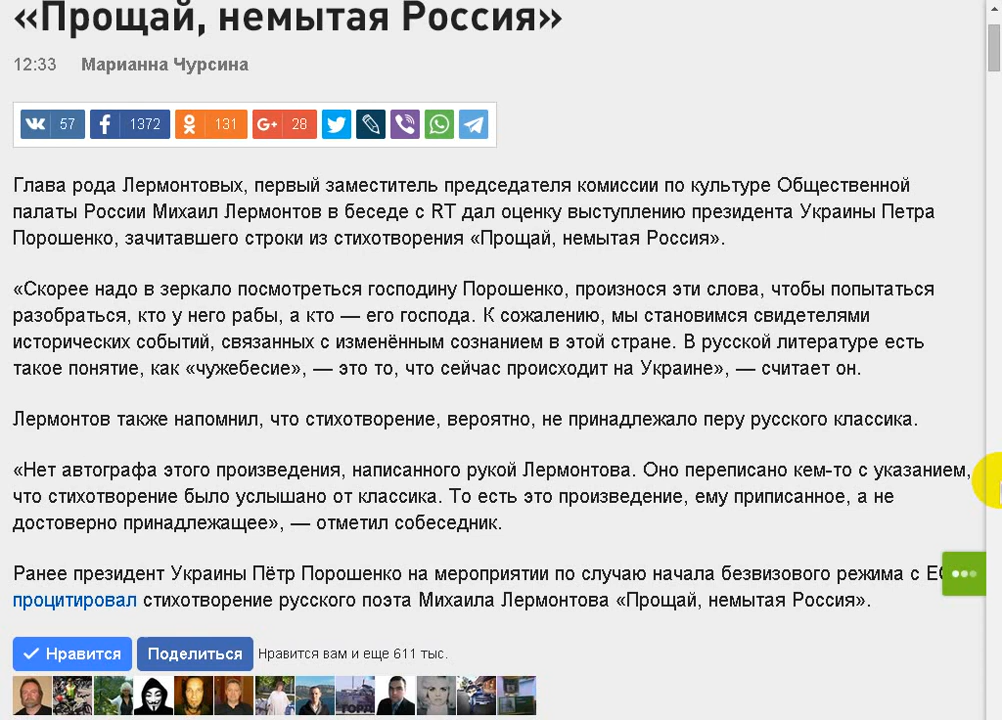 «Прощай, немытая Россия»
12:33 Марианна Чурсина
57 1372 131 G+ 28
Глава рода Лермонтовых, первый заместитель председателя комиссии по культуре Общественной
палаты России Михаил Лермонтов в беседе с RT дал оценку выступлению президента Украины Петра
Порошенко, зачитавшего строки из стихотворения «Прощай, немытая Россия».
«Скорее надо в зеркало посмотреться господину Порошенко, произнося эти слова, чтобы попытаться
разобраться, кто у него рабы, а кто — его господа. К сожалению, мы становимся свидетелями
исторических событий, связанных с изменённым сознанием в этой стране. В русской литературе есть
такое понятие, как «чужебесие», — это то, что сейчас происходит на Украине», — считает он.
Лермонтов также напомнил, что стихотворение, вероятно, не принадлежало перу русского классика.
«Нет автографа этого произведения, написанного рукой Лермонтова. Оно переписано кем-то с указанием,
что стихотворение было услышано от классика. То есть это произведение, ему приписанное, а не
достоверно принадлежащее», — отметил собеседник.
Ранее президент Украины Пётр Порошенко на мероприятии по случаю начала безвизового режима с ЕС
процитировал стихотворение русского поэта Михаила Лермонтова «Прощай, немытая Россия».
Нравится Поделиться Нравится вам и еще 611 тыс.